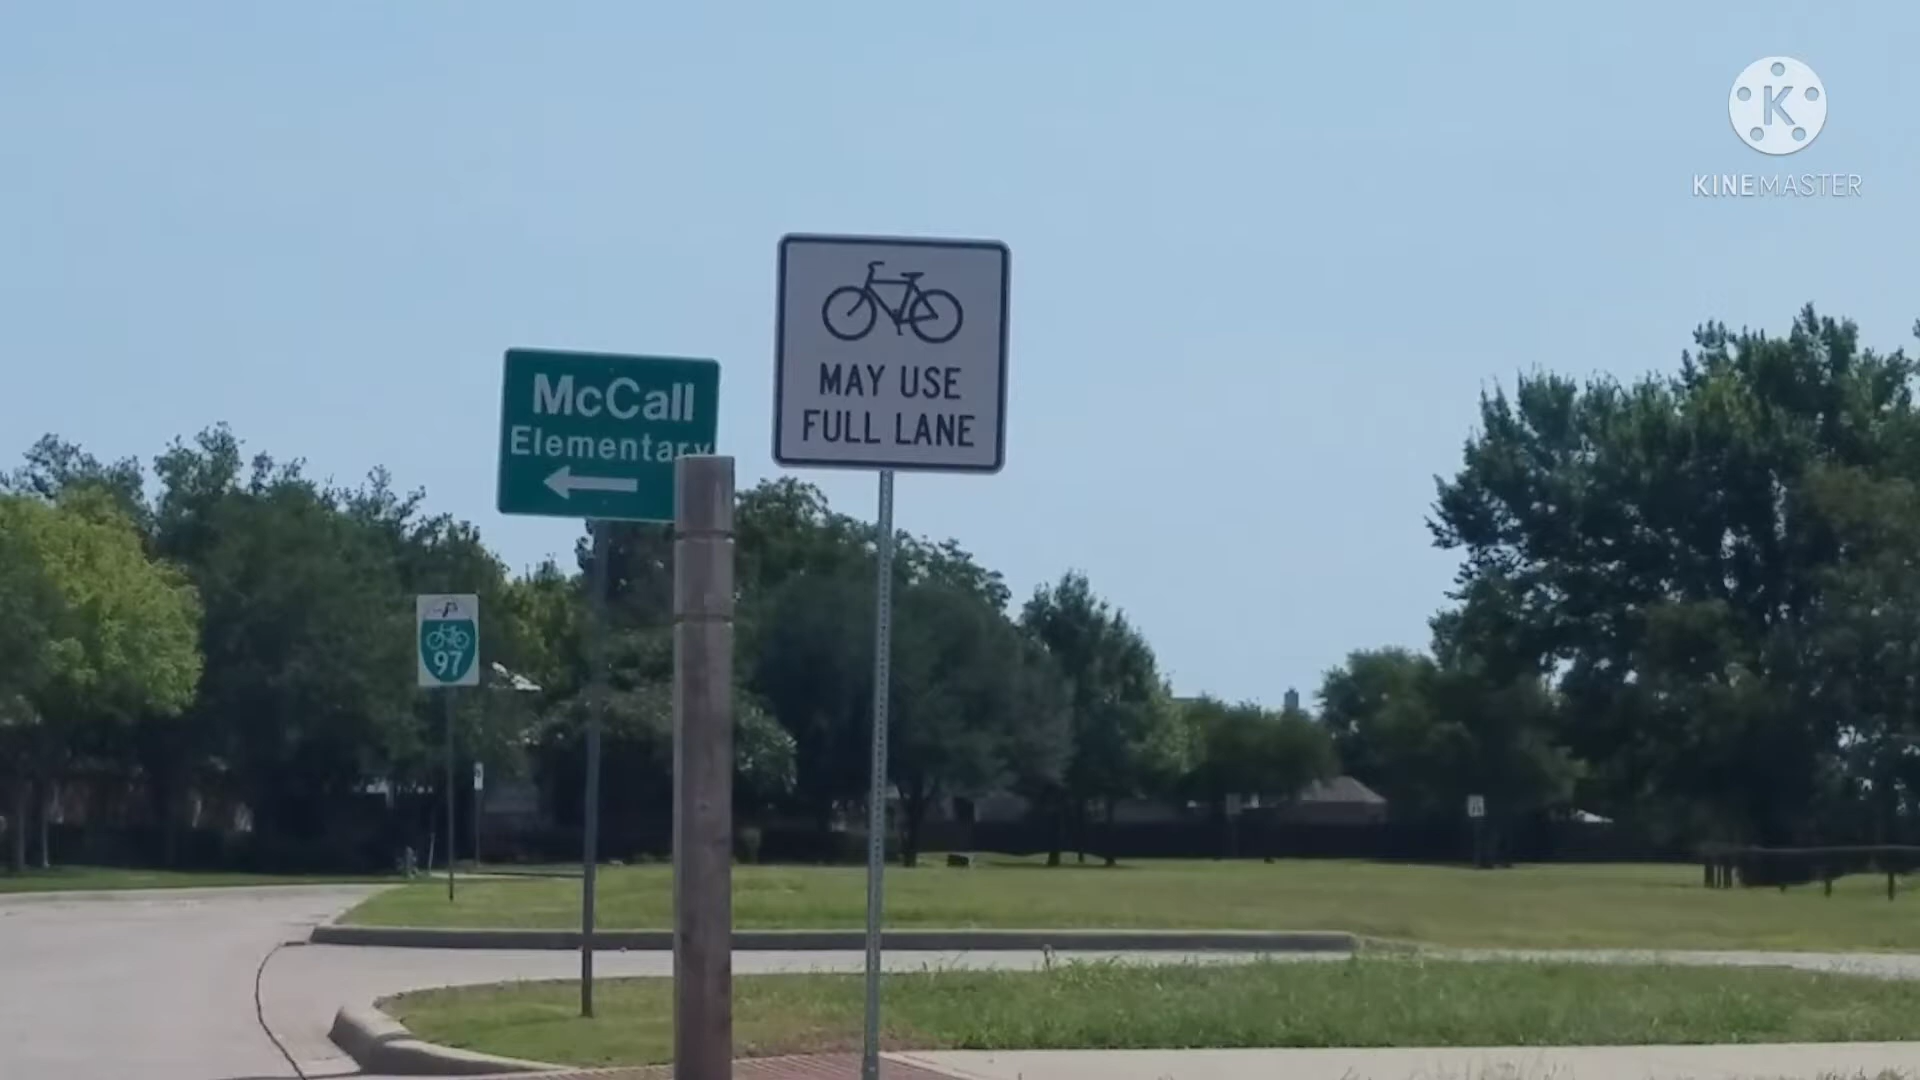 K
KINEMASTER
MAY USE
FULL LANE
McCall
Elementary
97